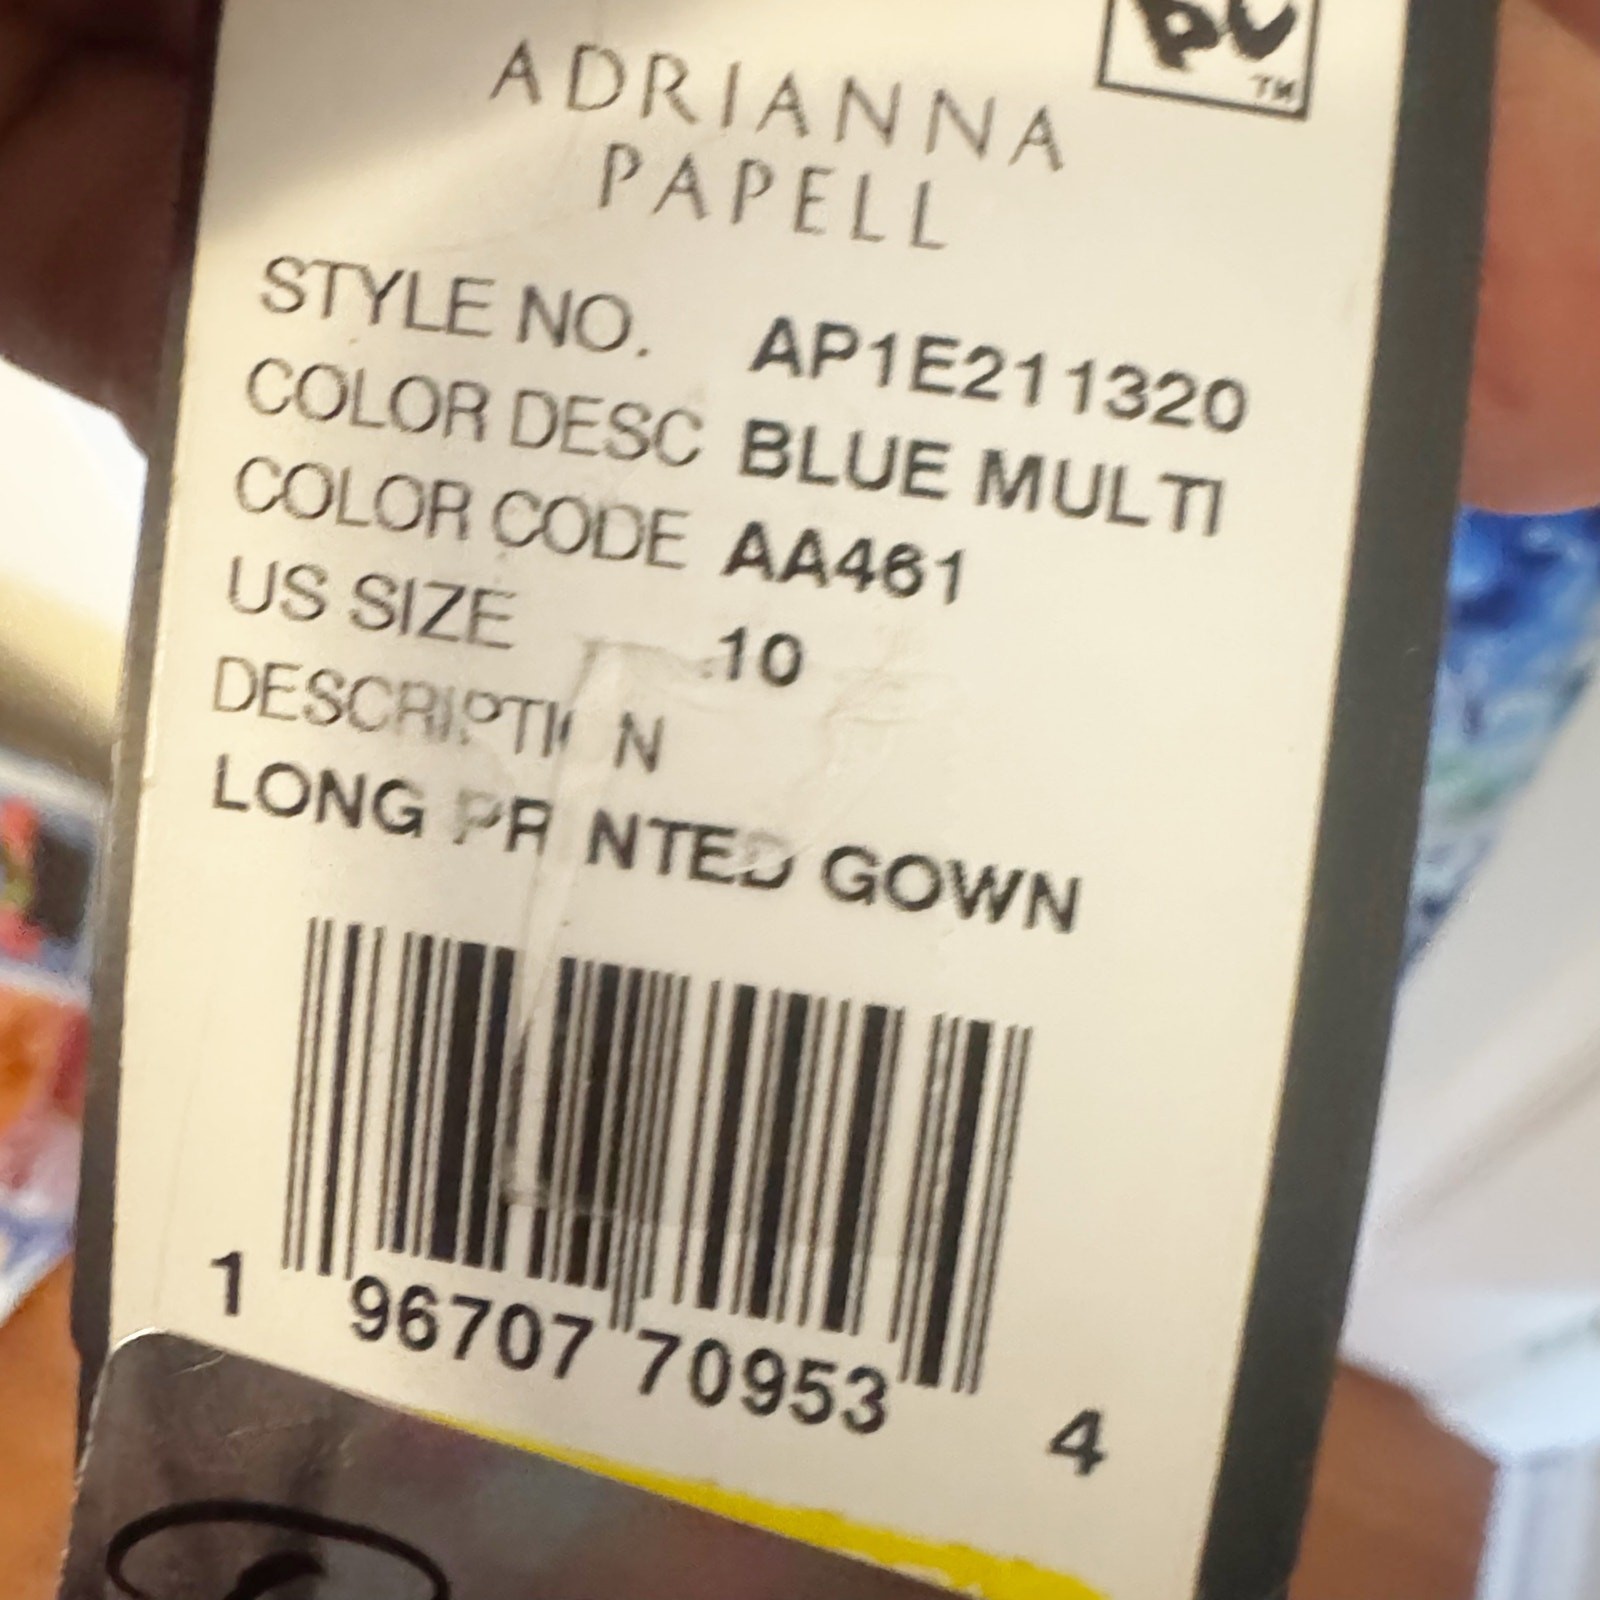 ADRIANNA
PAPELL
TM
STYLE NO. AP1E211320
COLOR DESC BLUE MULTI
COLOR CODE AA461
US SIZE 10
DESCRIPTION
LONG PRINTED GOWN
1 96707 70953 4